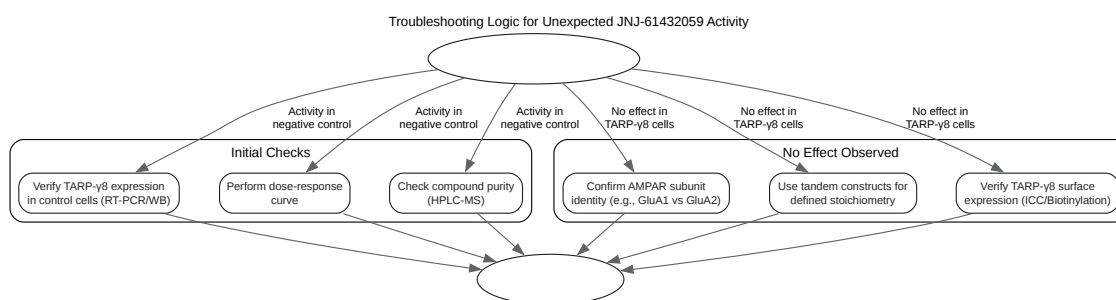 Troubleshooting Logic for Unexpected JNJ-61432059 Activity
Activity in
negative control
Activity in
negative control
Activity in
negative control
No effect in
TARP-γ8 cells
No effect in
TARP-γ8 cells
No effect in
TARP-γ8 cells
Initial Checks
No Effect Observed
Verify TARP-γ8 expression
in control cells (RT-PCR/WB)
Perform dose-response
curve
Check compound purity
(HPLC-MS)
Confirm AMPAR subunit
identity (e.g., GluA1 vs GluA2)
Use tandem constructs for
defined stoichiometry
Verify TARP-γ8 surface
expression (ICC/Biotinylation)